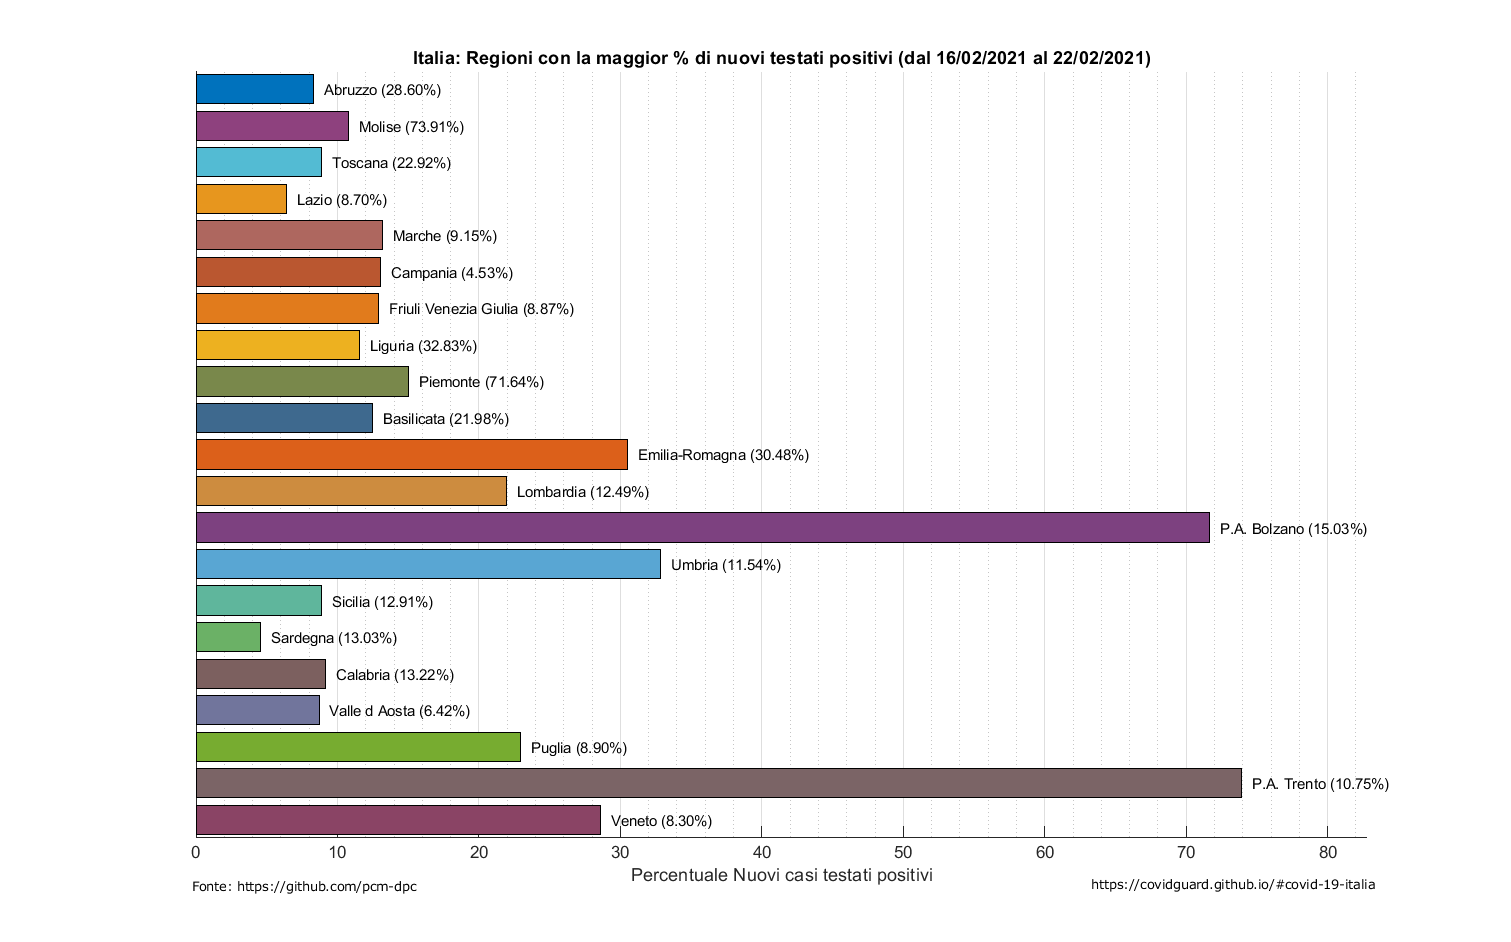 Italia: Regioni con la maggior % di nuovi testati positivi (dal 16/02/2021 al 22/02/2021)
Abruzzo (28.60%)
Molise (73.91%)
Toscana (22.92%)
Lazio (8.70%)
Marche (9.15%)
Campania (4.53%)
Friuli Venezia Giulia (8.87%)
Liguria (32.83%)
Piemonte (71.64%)
Basilicata (21.98%)
Emilia-Romagna (30.48%)
Lombardia (12.49%)
P.A. Bolzano (15.03%)
Umbria (11.54%)
Sicilia (12.91%)
Sardegna (13.03%)
Calabria (13.22%)
Valle d Aosta (6.42%)
Puglia (8.90%)
P.A. Trento (10.75%)
Veneto (8.30%)
0 10 20 30 40 50 60 70 80
Percentuale Nuovi casi testati positivi
Fonte: https://github.com/pcm-dpc
https://covidguard.github.io/#covid-19-italia